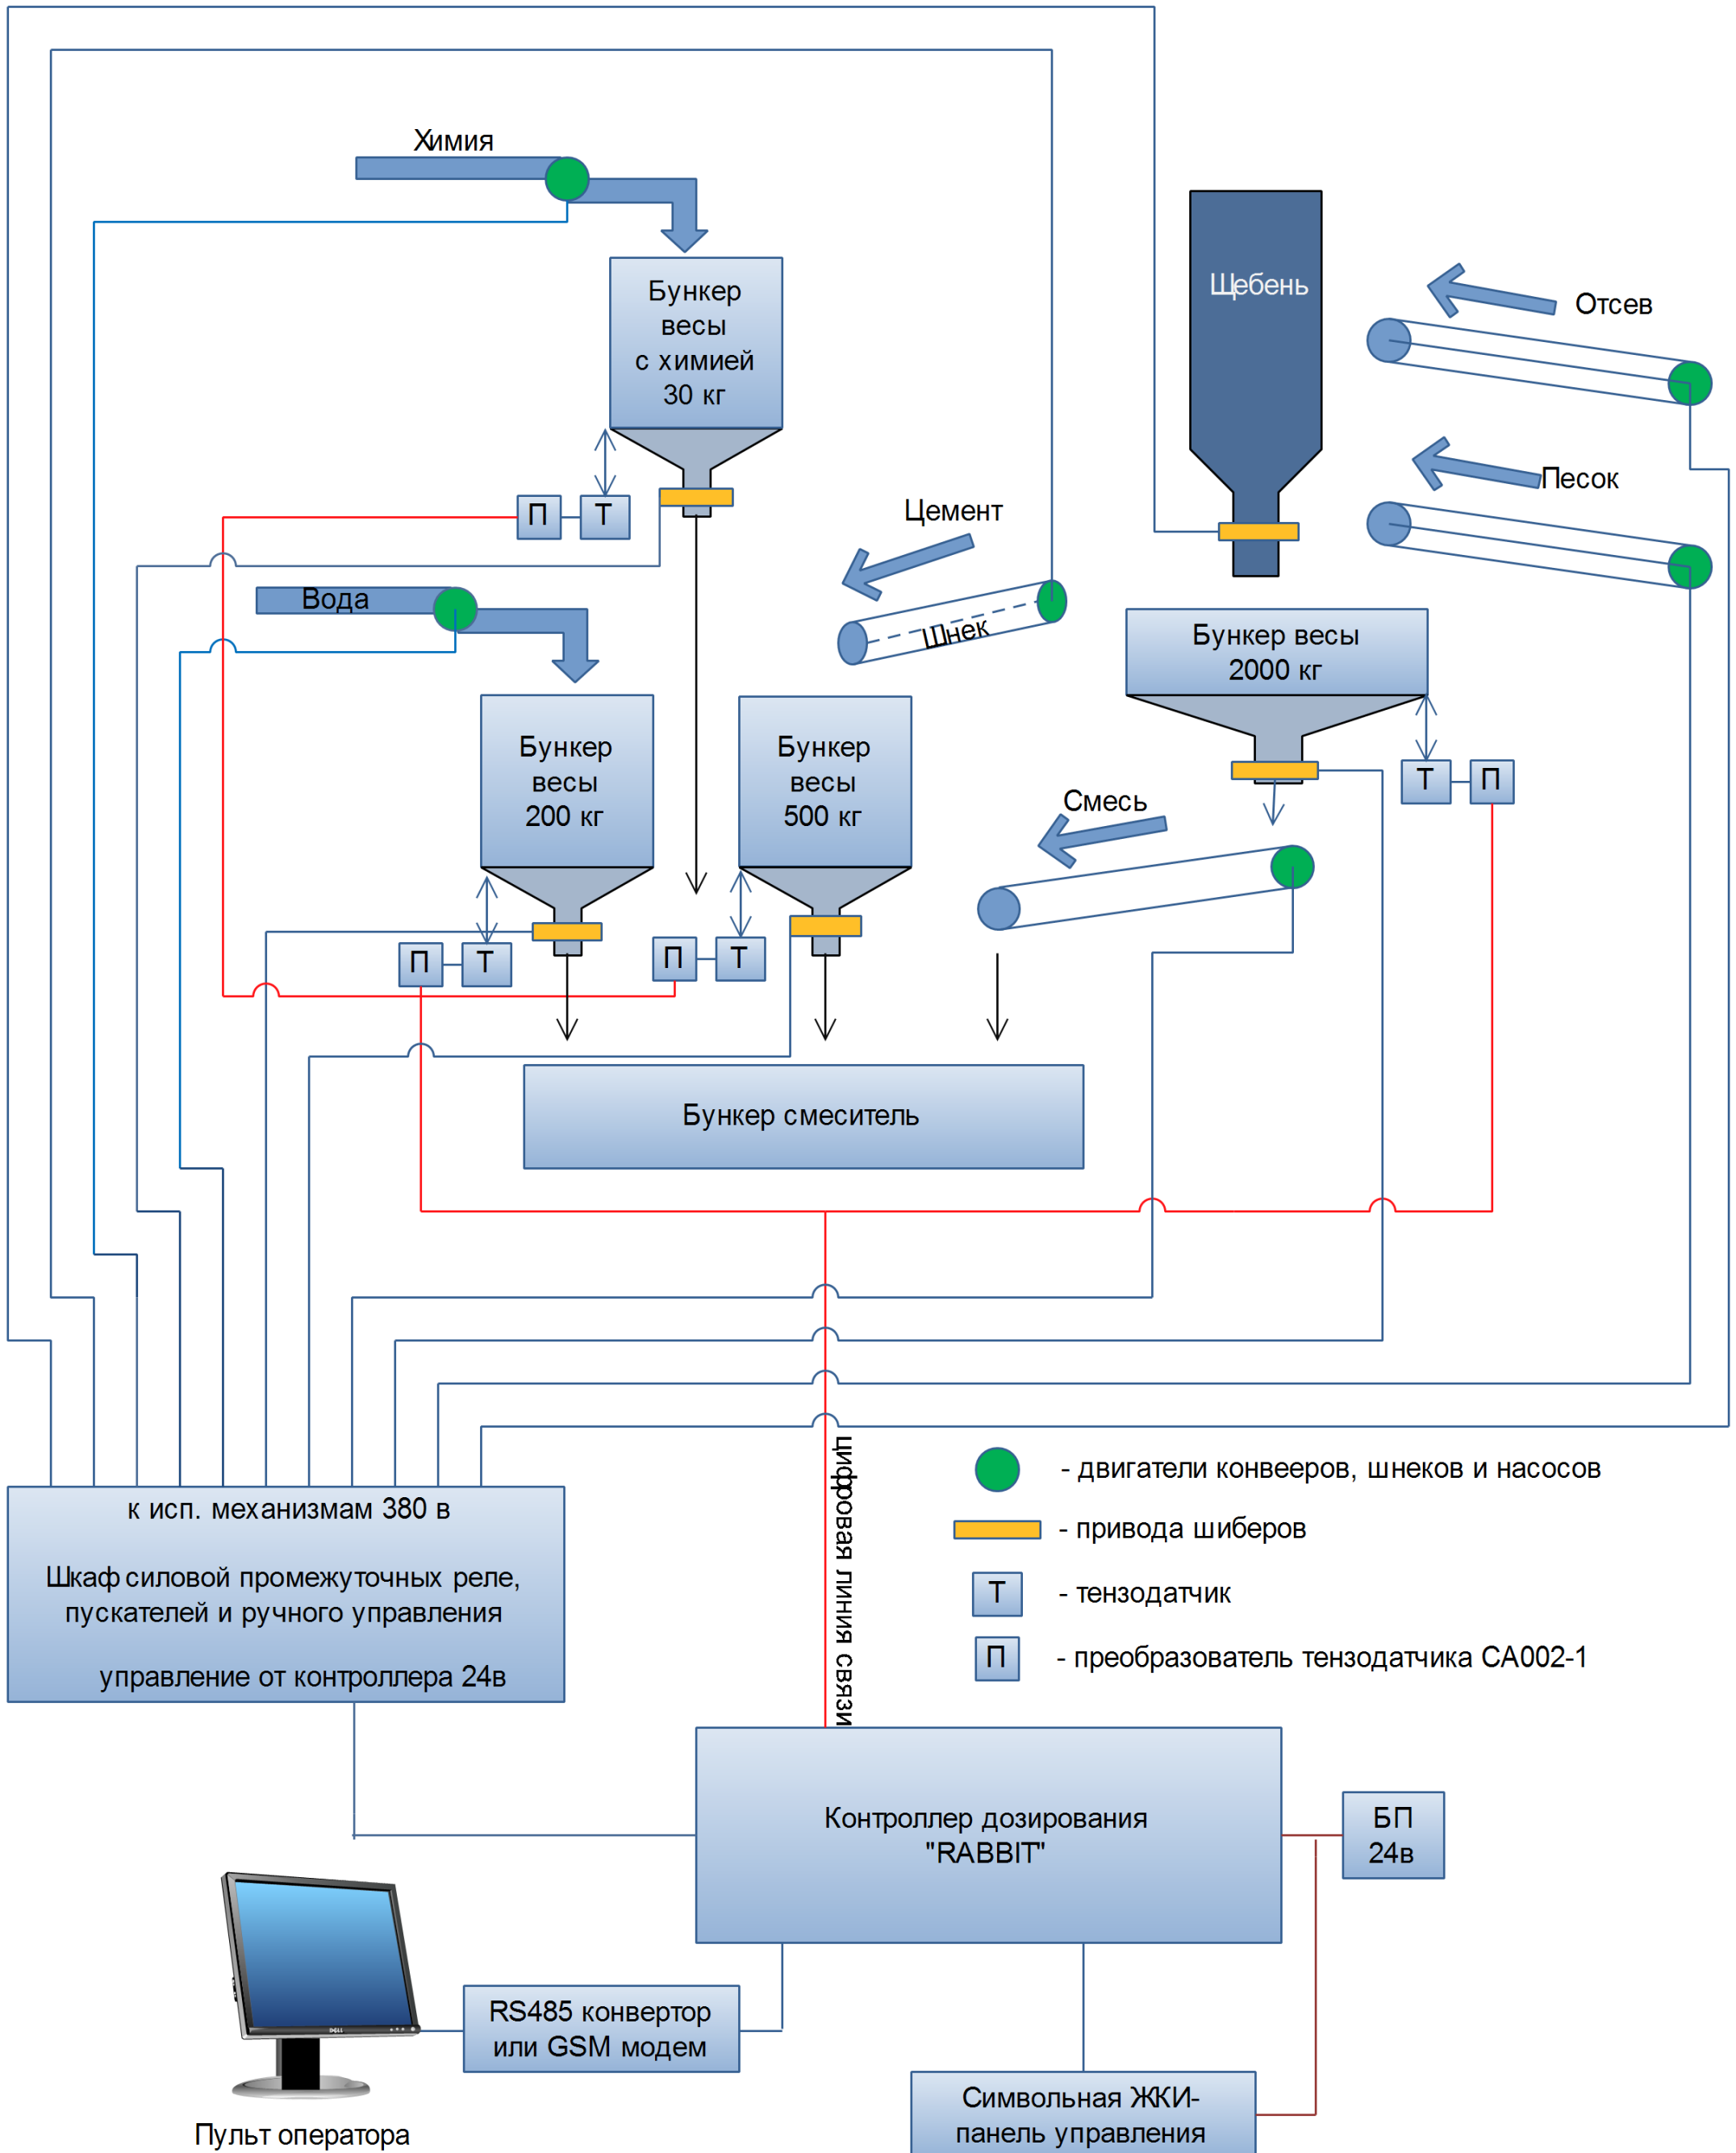 Химия
Бункер
весы
с химией
30 кг
Щебень
Отсев
Песок
П
Т
Цемент
Шнек
Вода
Бункер весы
2000 кг
Бункер
весы
200 кг
Бункер
весы
500 кг
Т
П
Смесь
П
Т
П
Т
Бункер смеситель
цифровая линия связи
- двигатели конвееров, шнеков и насосов
- привода шиберов
Т
- тензодатчик
П
- преобразователь тензодатчика СА002-1
к исп. механизмам 380 в
Шкаф силовой промежуточных реле,
пускателей и ручного управления
управление от контроллера 24в
Контроллер дозирования
"RABBIT"
БП
24в
DELL
RS485 конвертор
или GSM модем
Символьная ЖКИ-
панель управления
Пульт оператора